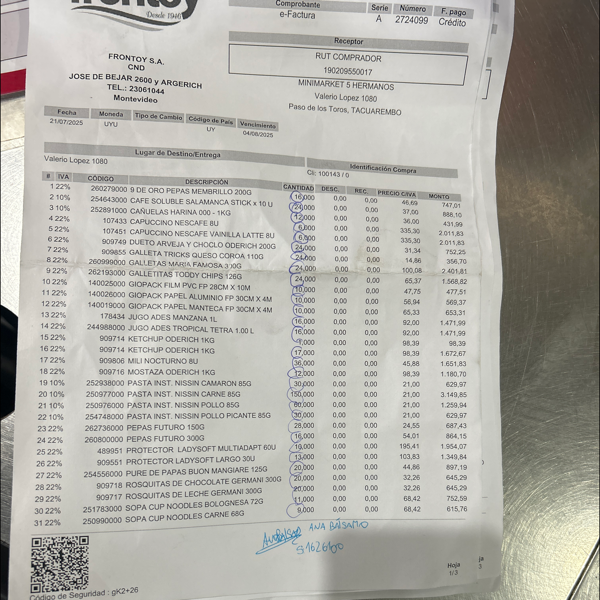 frontoy
Desde 1946
Comprobante
e-Factura
Serie Número F. pago
A 2724099 Crédito
FRONTOY S.A.
CND
JOSE DE BEJAR 2600 y ARGERICH
TEL.: 23061044
Montevideo
Receptor
RUT COMPRADOR
190209550017
MINIMARKET 5 HERMANOS
Valerio Lopez 1080
Paso de los Toros, TACUAREMBO
Fecha Moneda Tipo de Cambio Código de País Vencimiento
21/07/2025 UYU UY 04/08/2025
Lugar de Destino/Entrega
Valerio Lopez 1080
Identificación Compra
CI: 100143 / 0
# IVA CÓDIGO DESCRIPCIÓN CANTIDAD DESC. REC. PRECIO C/IVA MONTO
1 22% 260279000 9 DE ORO PEPAS MEMBRILLO 200G 16,000 0,00 0,00 46,69 747,01
2 10% 254643000 CAFE SOLUBLE SALAMANCA STICK x 10 U 24,000 0,00 0,00 37,00 888,10
3 10% 252891000 CAÑUELAS HARINA 000 - 1KG 12,000 0,00 0,00 36,00 431,99
4 22% 107433 CAPUCCINO NESCAFE 8U 6,000 0,00 0,00 335,30 2.011,83
5 22% 107451 CAPUCCINO NESCAFE VAINILLA LATTE 8U 6,000 0,00 0,00 335,30 2.011,83
6 22% 909749 DUETO ARVEJA Y CHOCLO ODERICH 200G 24,000 0,00 0,00 31,34 752,25
7 22% 909855 GALLETA TRICKS QUESO COROA 110G 24,000 0,00 0,00 14,86 356,70
8 22% 260999000 GALLETAS MARIA FAMOSA 300G 24,000 0,00 0,00 100,08 2.401,81
9 22% 262193000 GALLETITAS TODDY CHIPS 126G 24,000 0,00 0,00 65,37 1.568,82
10 22% 140025000 GIOPACK FILM PVC FP 28CM X 10M 10,000 0,00 0,00 47,75 477,51
11 22% 140026000 GIOPACK PAPEL ALUMINIO FP 30CM X 4M 10,000 0,00 0,00 56,94 569,37
12 22% 140019000 GIOPACK PAPEL MANTECA FP 30CM X 4M 10,000 0,00 0,00 65,33 653,31
13 22% 178434 JUGO ADES MANZANA 1L 16,000 0,00 0,00 92,00 1.471,99
14 22% 244988000 JUGO ADES TROPICAL TETRA 1.00 L 16,000 0,00 0,00 92,00 1.471,99
15 22% 909714 KETCHUP ODERICH 1KG 1,000 0,00 0,00 98,39 98,39
16 22% 909714 KETCHUP ODERICH 1KG 17,000 0,00 0,00 98,39 1.672,67
17 22% 909806 MILI NOCTURNO 8U 36,000 0,00 0,00 45,88 1.651,83
18 22% 909716 MOSTAZA ODERICH 1KG 12,000 0,00 0,00 98,39 1.180,70
19 10% 252938000 PASTA INST. NISSIN CAMARON 85G 30,000 0,00 0,00 21,00 629,97
20 10% 250977000 PASTA INST. NISSIN CARNE 85G 150,000 0,00 0,00 21,00 3.149,85
21 10% 250976000 PASTA INST. NISSIN POLLO 85G 60,000 0,00 0,00 21,00 1.259,94
22 10% 254748000 PASTA INST. NISSIN POLLO PICANTE 85G 30,000 0,00 0,00 21,00 629,97
23 22% 262736000 PEPAS FUTURO 150G 28,000 0,00 0,00 24,55 687,43
24 22% 260800000 PEPAS FUTURO 300G 16,000 0,00 0,00 54,01 864,15
25 22% 489951 PROTECTOR LADYSOFT MULTIADAPT 60U 10,000 0,00 0,00 195,41 1.954,07
26 22% 909551 PROTECTOR LADYSOFT LARGO 30U 13,000 0,00 0,00 103,83 1.349,84
27 22% 254556000 PURE DE PAPAS BUON MANGIARE 125G 20,000 0,00 0,00 44,86 897,19
28 22% 909718 ROSQUITAS DE CHOCOLATE GERMANI 300G 20,000 0,00 0,00 32,26 645,29
29 22% 909717 ROSQUITAS DE LECHE GERMANI 300G 20,000 0,00 0,00 32,26 645,29
30 22% 251783000 SOPA CUP NOODLES BOLOGNESA 72G 11,000 0,00 0,00 68,42 752,59
31 22% 250990000 SOPA CUP NOODLES CARNE 68G 9,000 0,00 0,00 68,42 615,76
ANA BALSAMO
51626160
Código de Seguridad : gK2+26
Hoja
1/3